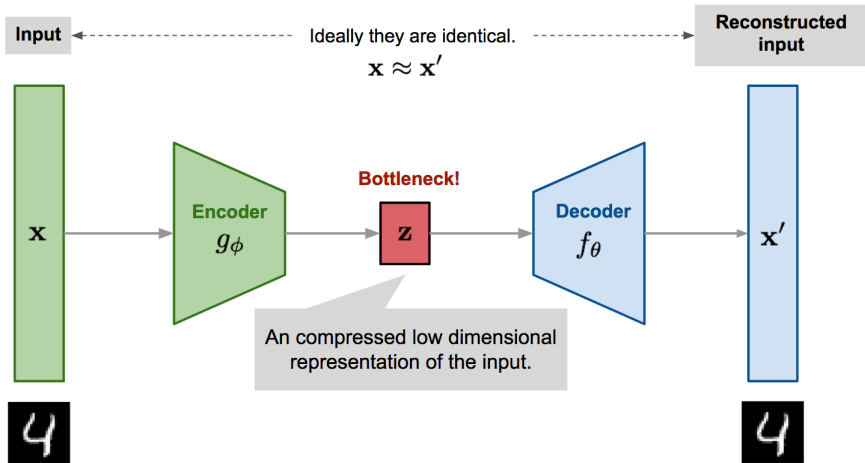 Input
Ideally they are identical.
x ≈ x′
Reconstructed
input
Bottleneck!
x
Encoder
gϕ
z
Decoder
fθ
x′
An compressed low dimensional
representation of the input.
4
4